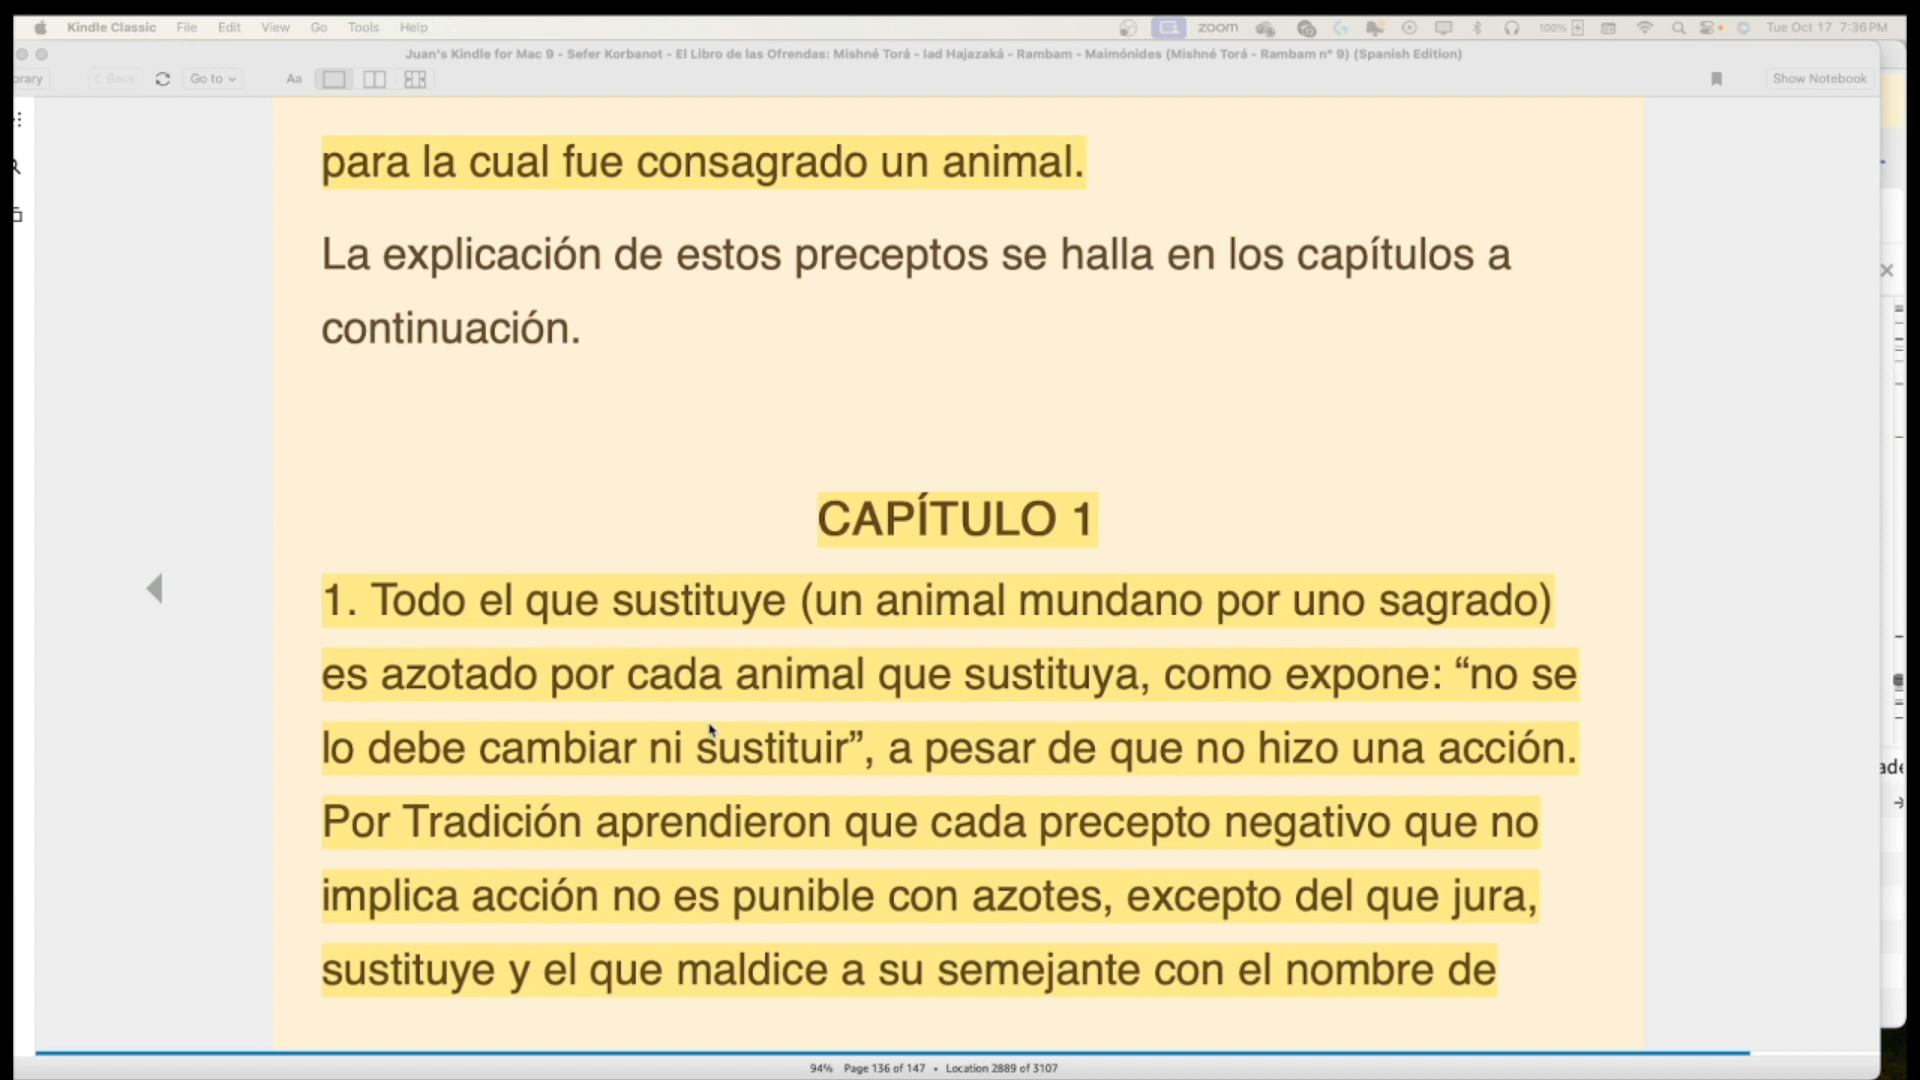 Kindle Classic File Edit View Go Tools Help zoom 100% Tue Oct 17 7:36 PM
Juan's Kindle for Mac 9 - Sefer Korbanot - El Libro de las Ofrendas: Mishné Torá - Iad Hajazaká - Rambam - Maimónides (Mishné Torá - Rambam nº 9) (Spanish Edition)
Back Go to Aa Show Notebook
para la cual fue consagrado un animal.
La explicación de estos preceptos se halla en los capítulos a
continuación.
CAPÍTULO 1
1. Todo el que sustituye (un animal mundano por uno sagrado)
es azotado por cada animal que sustituya, como expone: “no se
lo debe cambiar ni sustituir”, a pesar de que no hizo una acción.
Por Tradición aprendieron que cada precepto negativo que no
implica acción no es punible con azotes, excepto del que jura,
sustituye y el que maldice a su semejante con el nombre de
94% Page 136 of 147 • Location 2889 of 3107